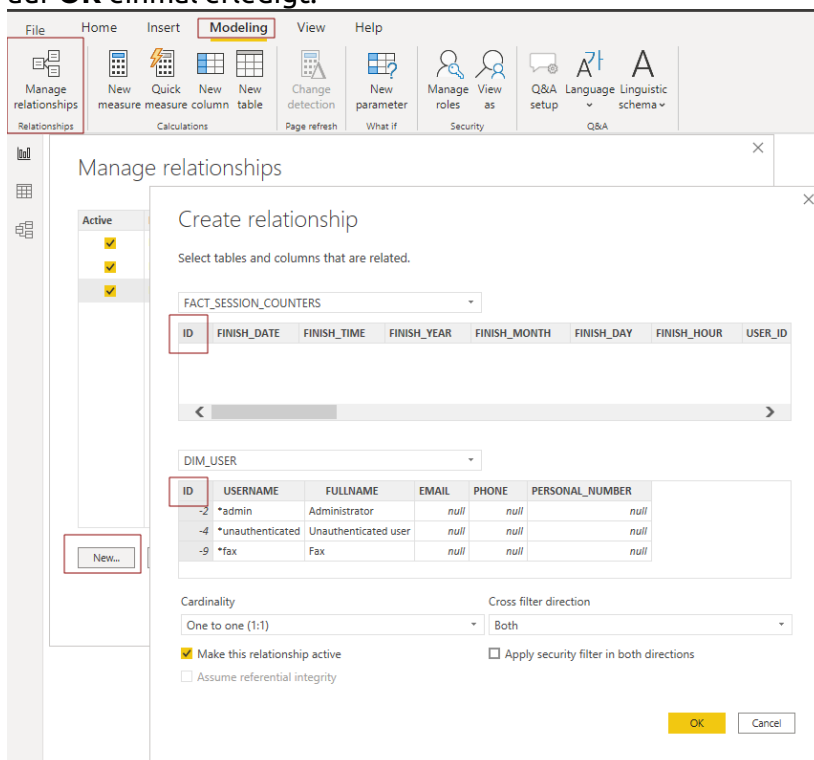 auf OK einmal erledigt.
File Home Insert Modeling View Help
Manage relationships New measure Quick measure New column New table Change detection New parameter Manage roles View as Q&A setup Language Linguistic schema
Relationships Calculations Page refresh What if Security Q&A
Manage relationships
Active
Create relationship
Select tables and columns that are related.
FACT_SESSION_COUNTERS
ID FINISH_DATE FINISH_TIME FINISH_YEAR FINISH_MONTH FINISH_DAY FINISH_HOUR USER_ID
DIM_USER
ID USERNAME FULLNAME EMAIL PHONE PERSONAL_NUMBER
-2 *admin Administrator null null null
-4 *unauthenticated Unauthenticated user null null null
-9 *fax Fax null null null
New...
Cardinality Cross filter direction
One to one (1:1) Both
Make this relationship active Apply security filter in both directions
Assume referential integrity
OK Cancel